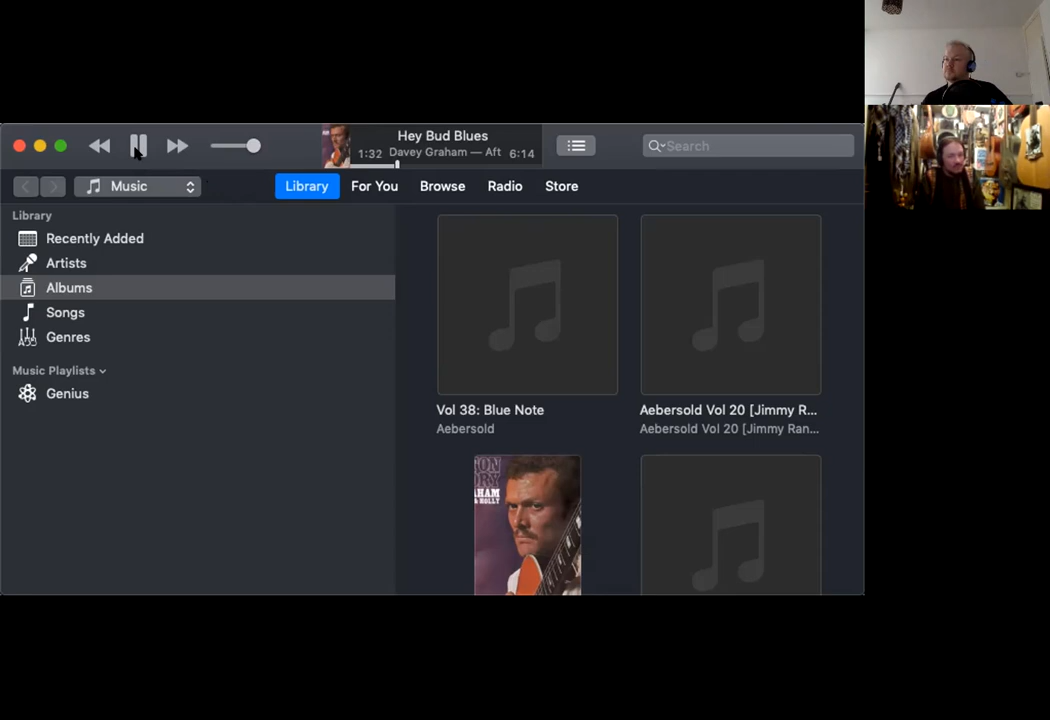 Hey Bud Blues
1:32 Davey Graham — Aft 6:14
Search
Music
Library For You Browse Radio Store
Library
Recently Added
Artists
Albums
Songs
Genres
Music Playlists
Genius
Vol 38: Blue Note
Aebersold
Aebersold Vol 20 [Jimmy R...
Aebersold Vol 20 [Jimmy Ran...